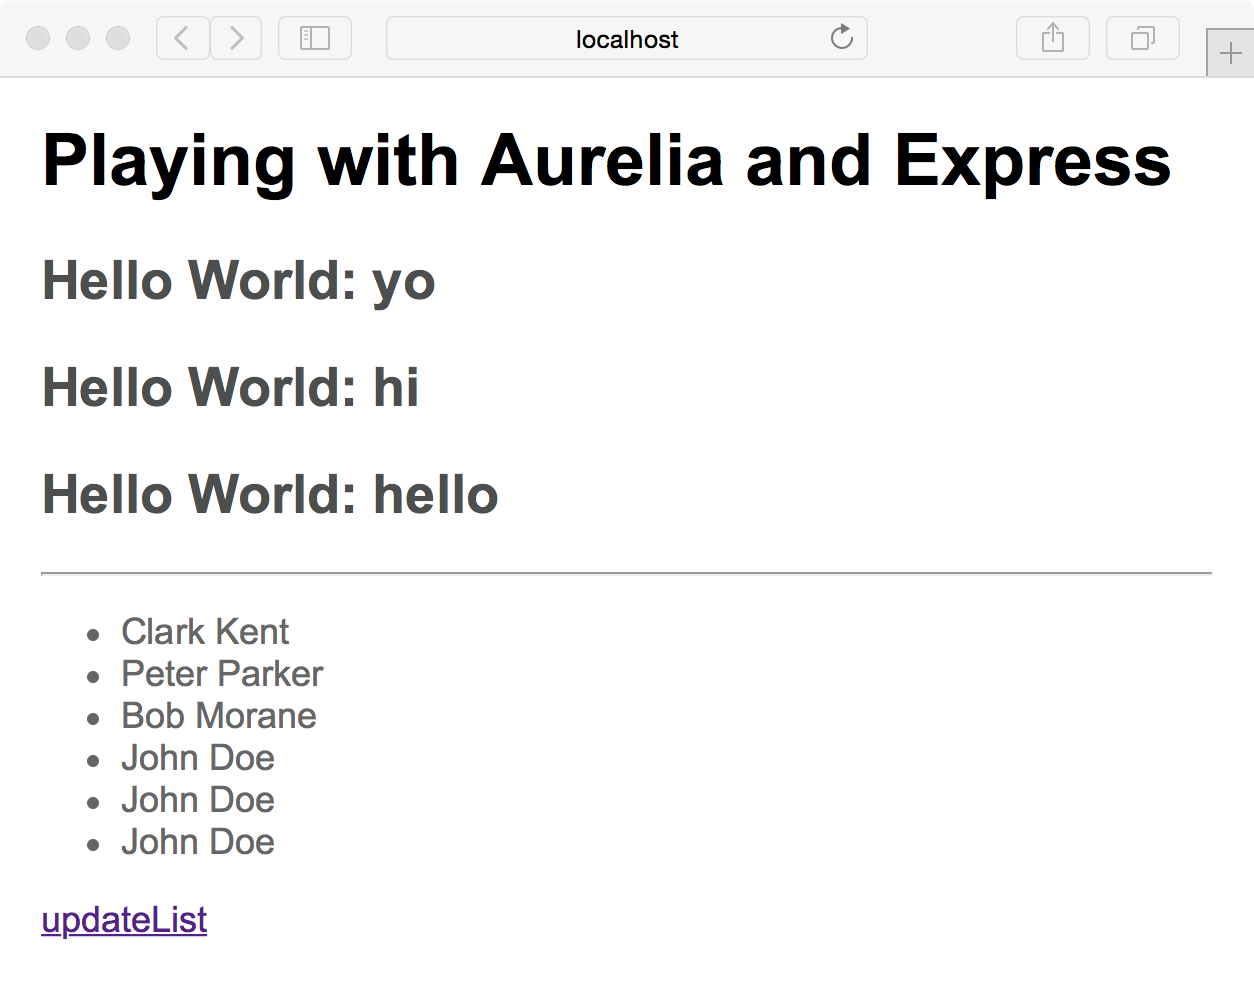 localhost
Playing with Aurelia and Express
Hello World: yo
Hello World: hi
Hello World: hello
Clark Kent
Peter Parker
Bob Morane
John Doe
John Doe
John Doe
updateList